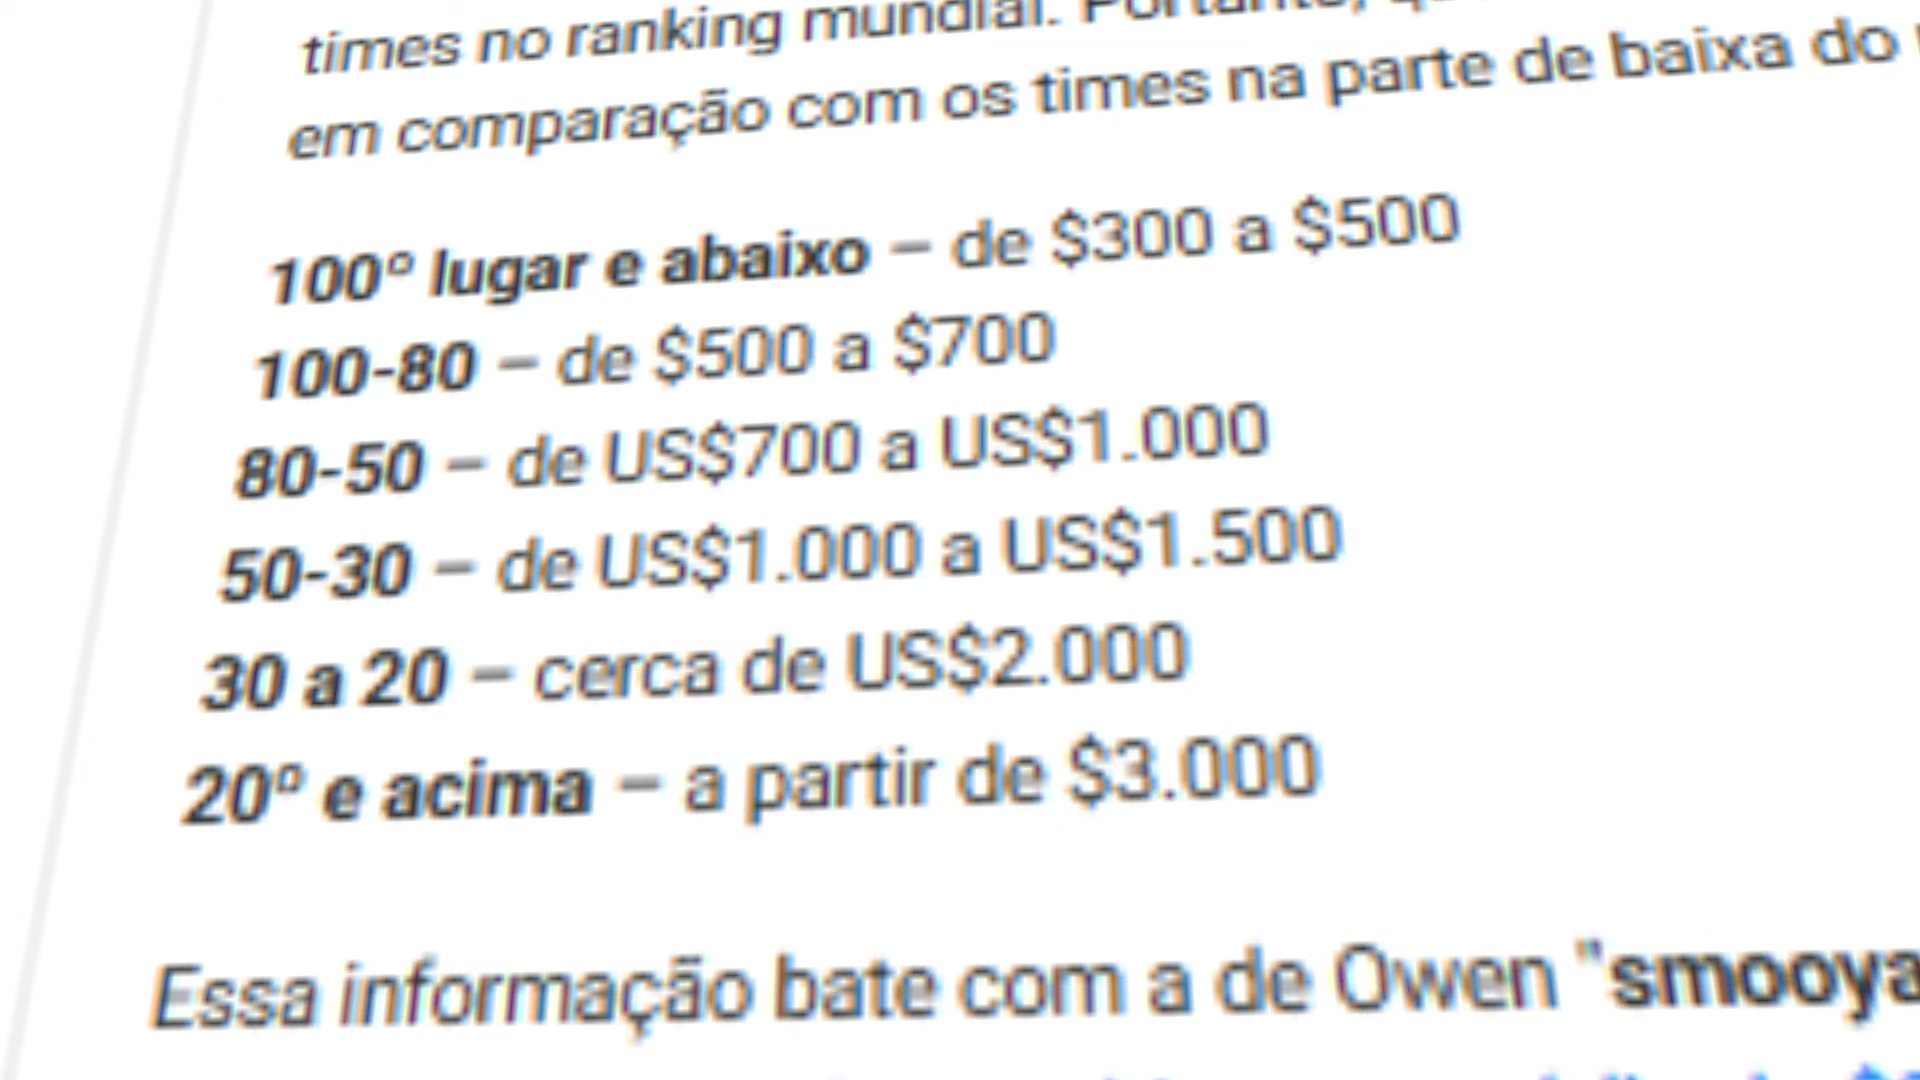 times no ranking mundial. Portanto,
em comparação com os times na parte de baixa do
100º lugar e abaixo – de $300 a $500
100-80 – de $500 a $700
80-50 – de US$700 a US$1.000
50-30 – de US$1.000 a US$1.500
30 a 20 – cerca de US$2.000
20º e acima – a partir de $3.000
Essa informação bate com a de Owen "smooya